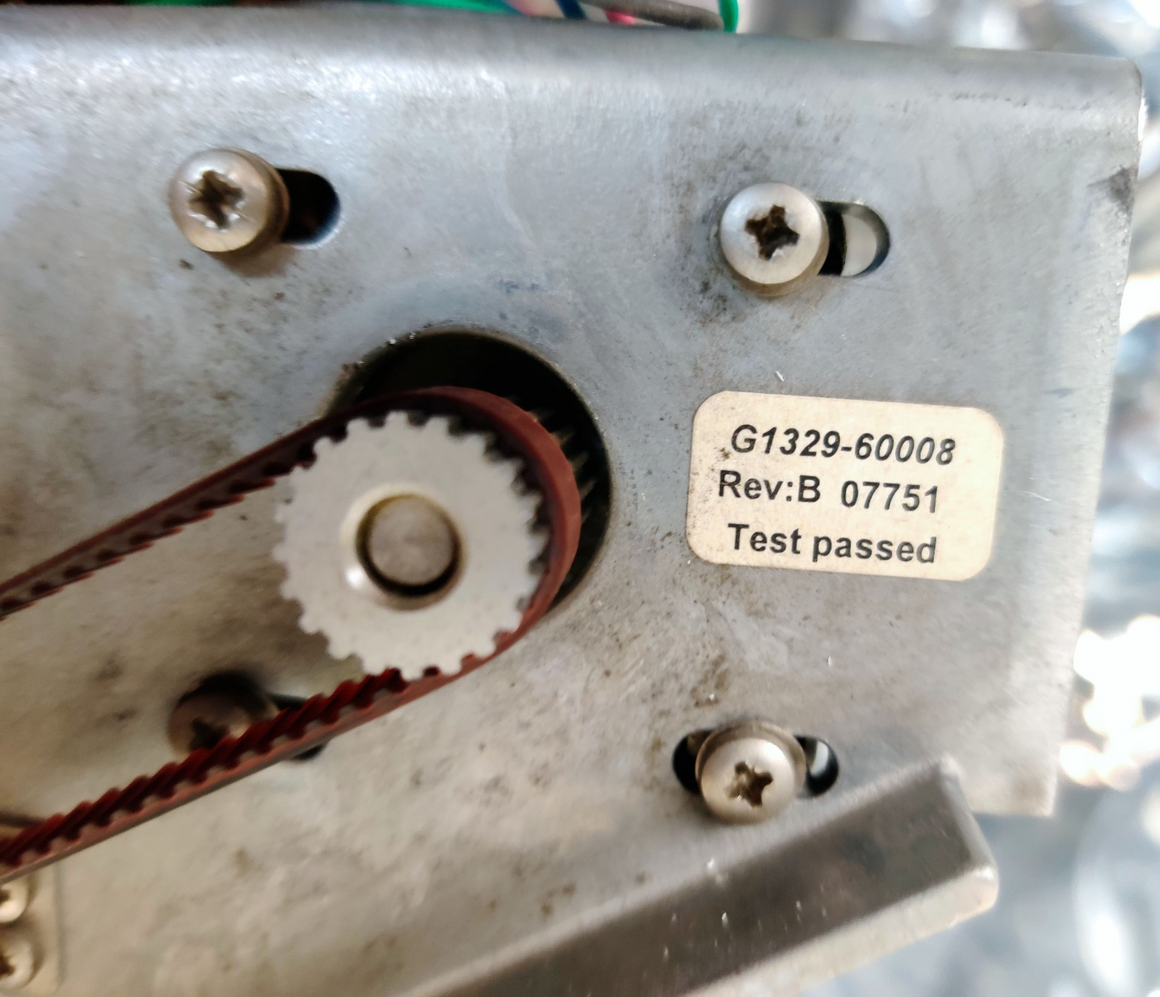 G1329-60008
Rev:B 07751
Test passed